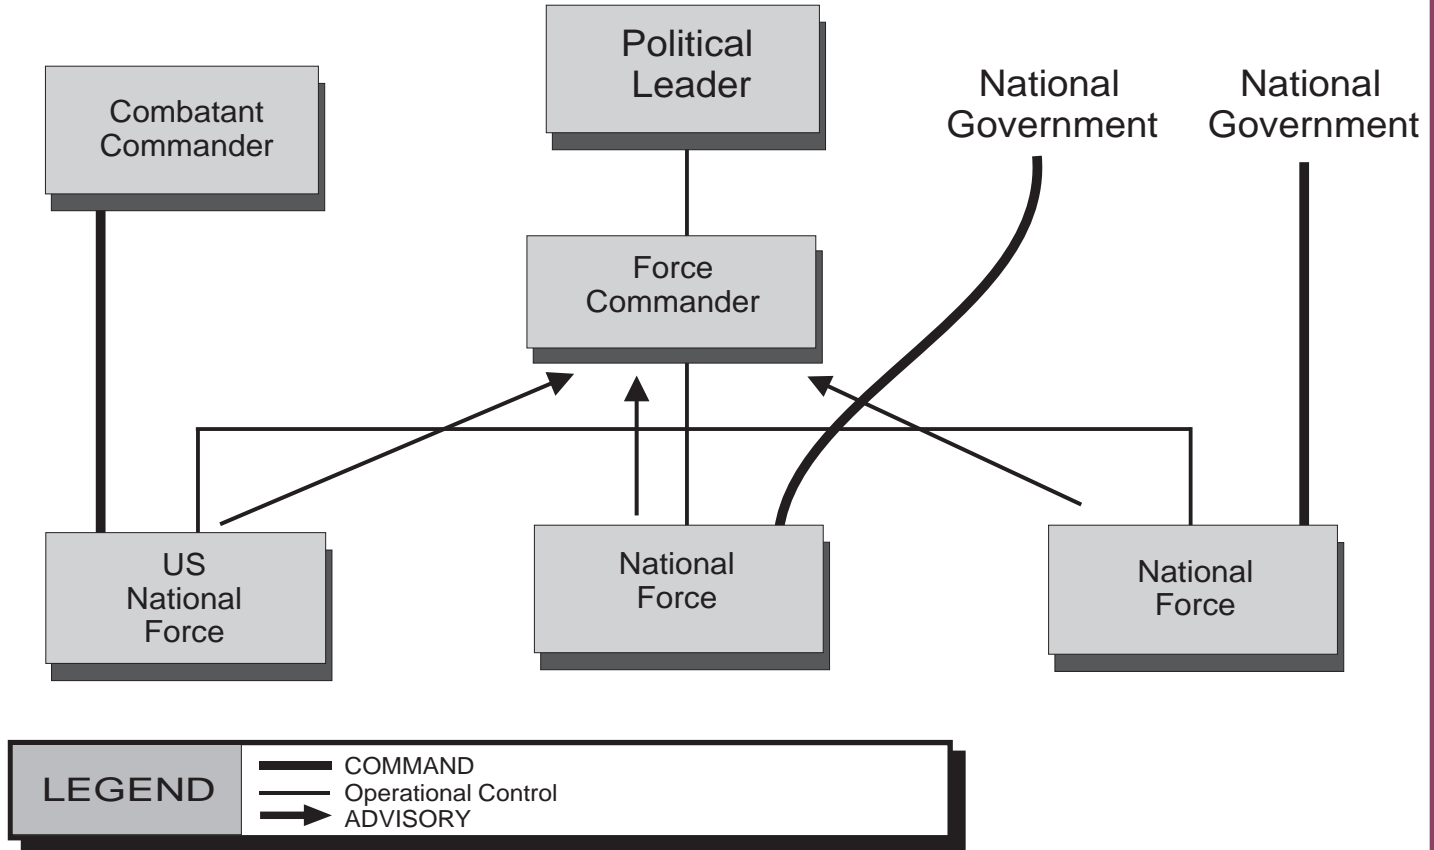 Political
Leader
Combatant
Commander
National
Government
National
Government
Force
Commander
US
National
Force
National
Force
National
Force
LEGEND
COMMAND
Operational Control
ADVISORY